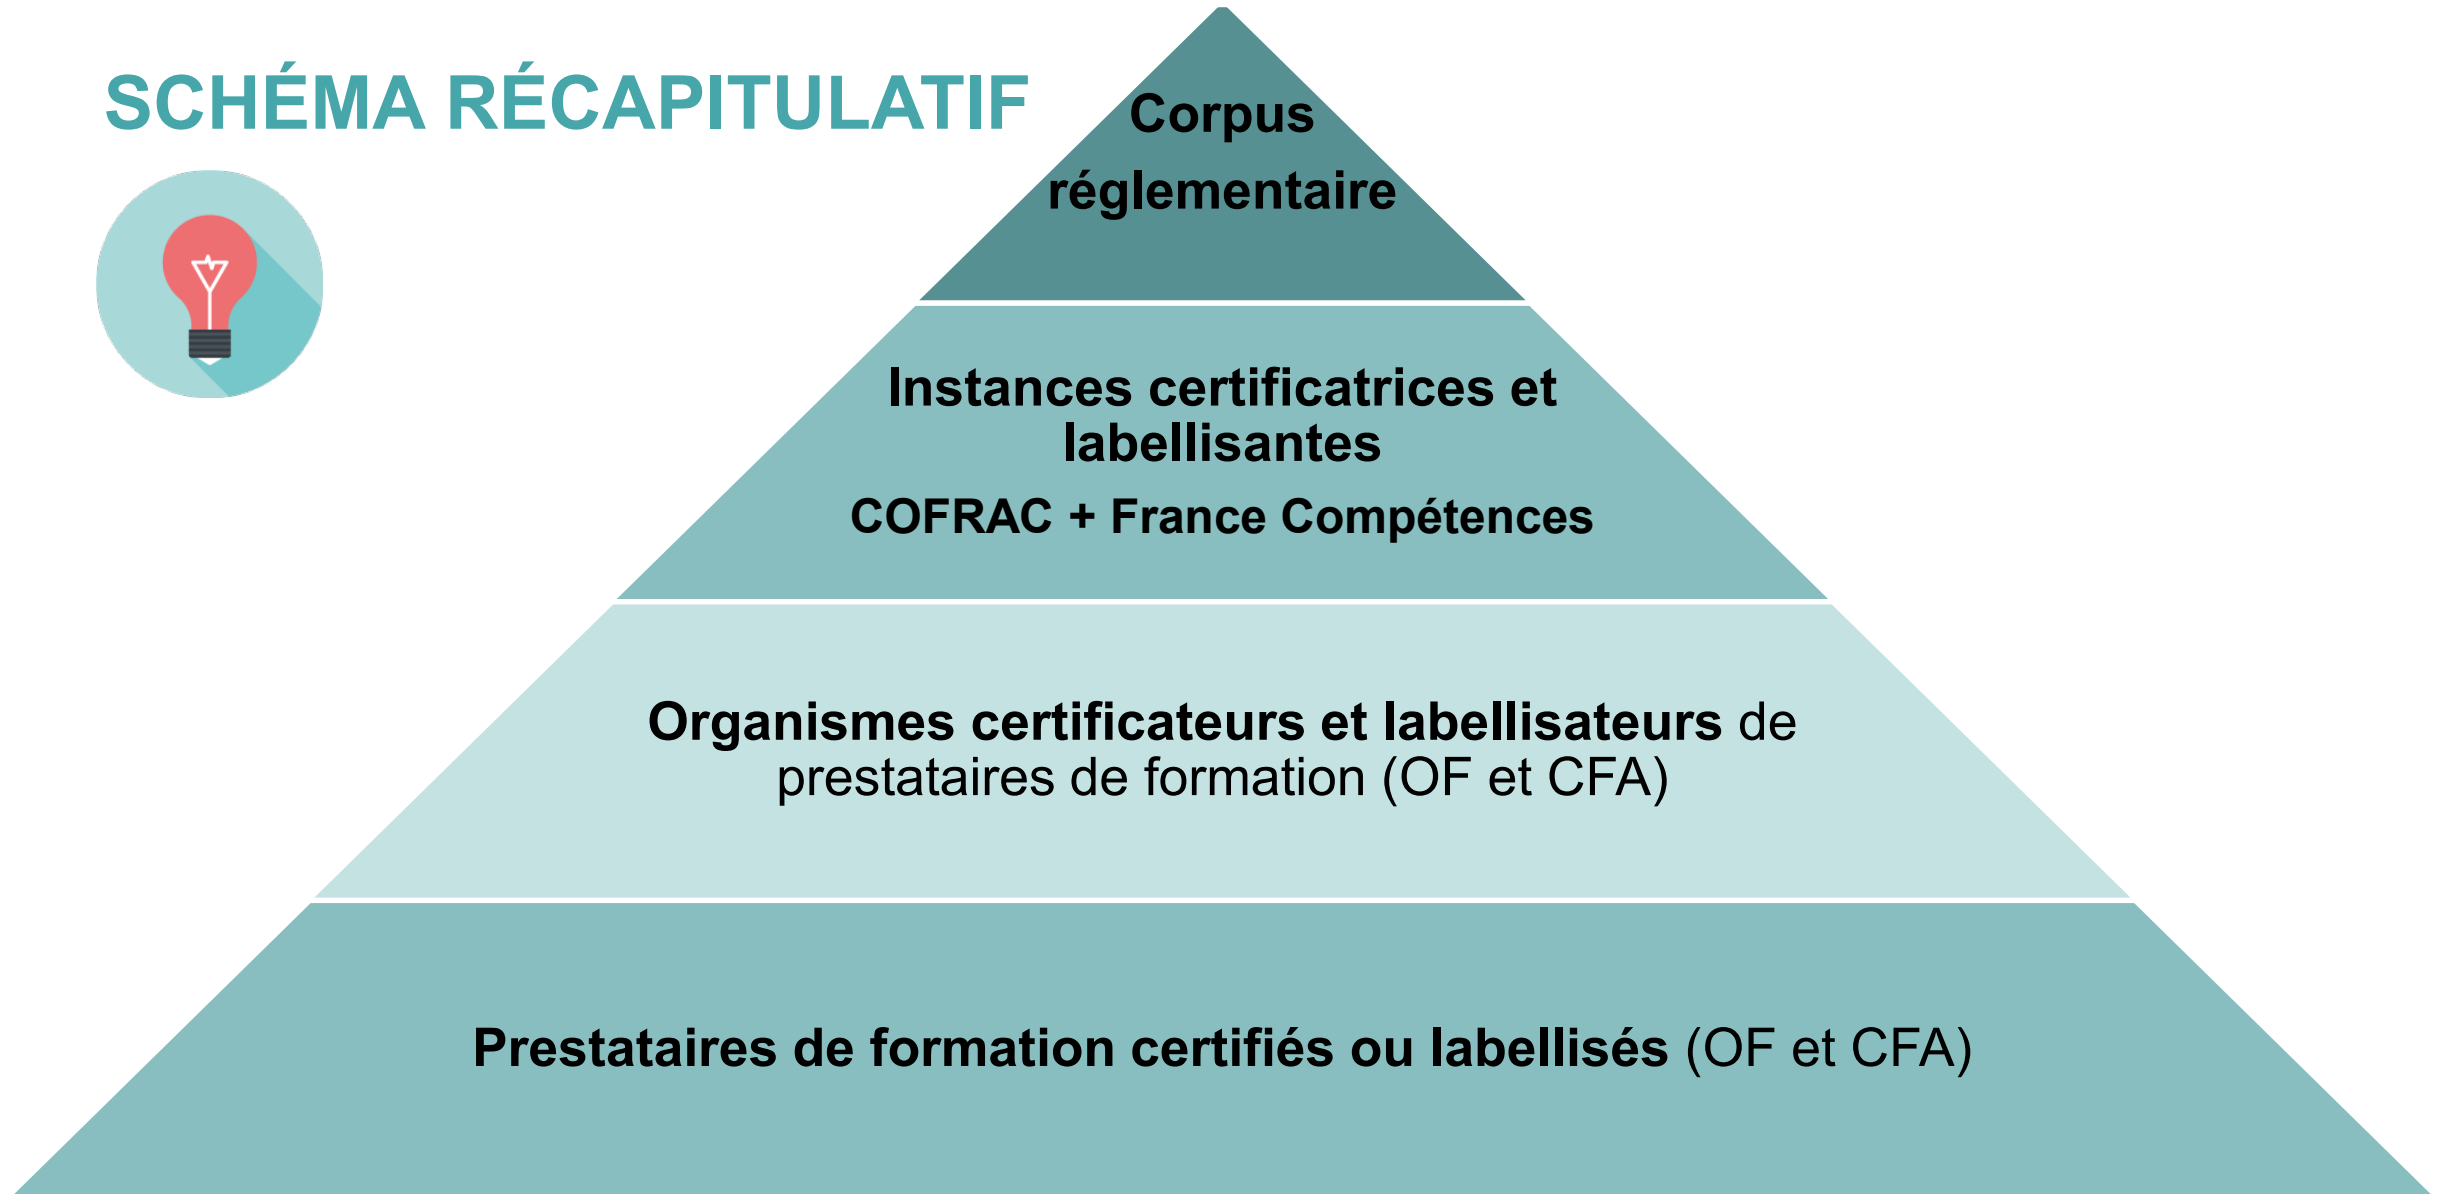 SCHÉMA RÉCAPITULATIF
Corpus
réglementaire
Instances certificatrices et
labellisantes
COFRAC + France Compétences
Organismes certificateurs et labellisateurs de
prestataires de formation (OF et CFA)
Prestataires de formation certifiés ou labellisés (OF et CFA)